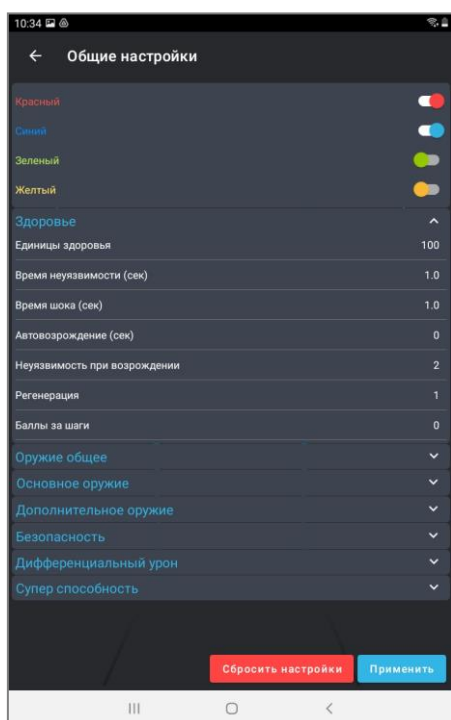 10:34
Общие настройки
Красный
Синий
Зеленый
Желтый
Здоровье
Единицы здоровья 100
Время неуязвимости (сек) 1.0
Время шока (сек) 1.0
Автовозрождение (сек) 0
Неуязвимость при возрождении 2
Регенерация 1
Баллы за шаги 0
Оружие общее
Основное оружие
Дополнительное оружие
Безопасность
Дифференциальный урон
Супер способность
Сбросить настройки Применить